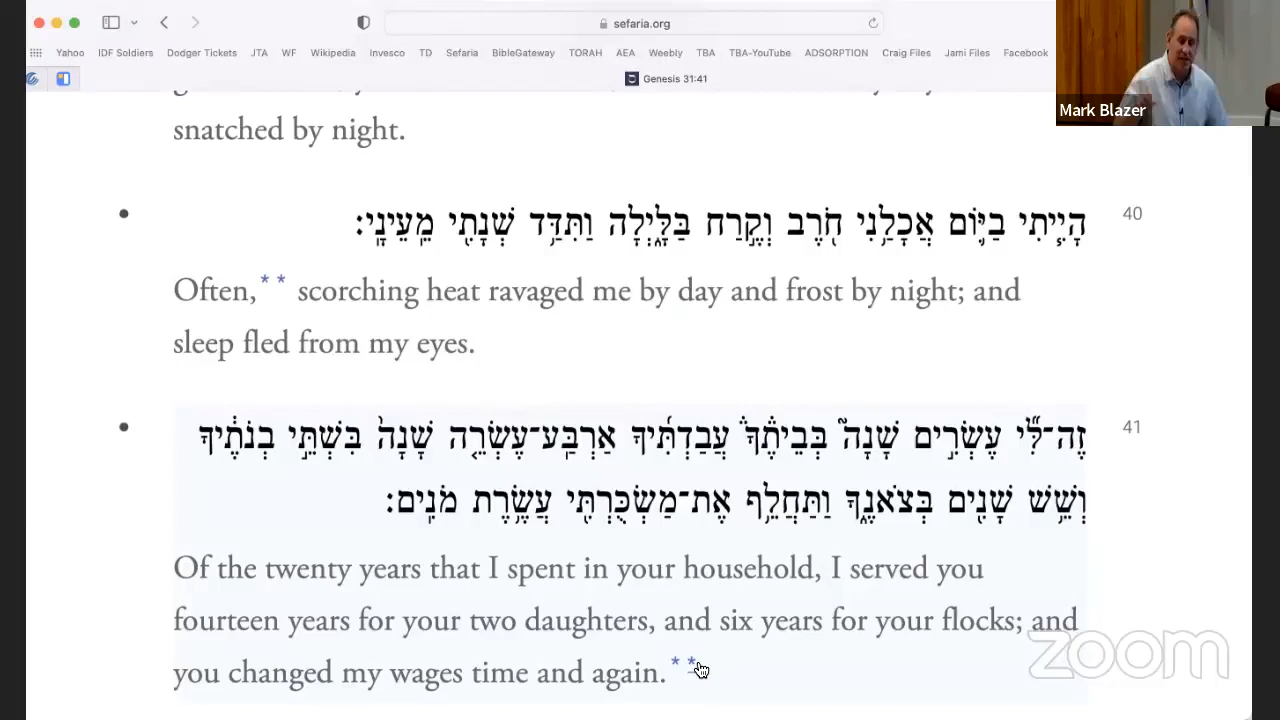 sefaria.org
Yahoo IDF Soldiers Dodger Tickets JTA WF Wikipedia Invesco TD Sefaria BibleGateway TORAH AEA Weebly TBA TBA-YouTube ADSORPTION Craig Files Jami Files Facebook
Genesis 31:41
Mark Blazer
snatched by night.
40
הָיִ֧יתִי בַיּ֛וֹם אֲכָלַ֥נִי חֹ֖רֶב וְקֶ֣רַח בַּלָּ֑יְלָה וַתִּדַּ֥ד שְׁנָתִ֖י מֵֽעֵינָֽי׃
Often,** scorching heat ravaged me by day and frost by night; and
sleep fled from my eyes.
41
זֶה־לִּ֞י עֶשְׂרִ֣ים שָׁנָה֮ בְּבֵיתֶ֒ךָ֒ עֲבַדְתִּ֜יךָ אַרְבַּֽע־עֶשְׂרֵ֤ה שָׁנָה֙ בִּשְׁתֵּ֣י בְנֹתֶ֔יךָ
וְשֵׁ֥שׁ שָׁנִ֖ים בְּצֹאנֶ֑ךָ וַתַּחֲלֵ֥ף אֶת־מַשְׂכֻּרְתִּ֖י עֲשֶׂ֥רֶת מֹנִֽים׃
Of the twenty years that I spent in your household, I served you
fourteen years for your two daughters, and six years for your flocks; and
you changed my wages time and again.**
zoom